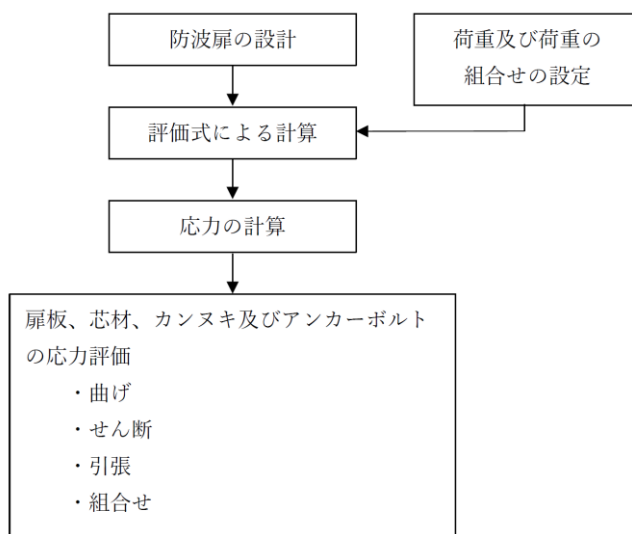 防波扉の設計
荷重及び荷重の
組合せの設定
評価式による計算
応力の計算
扉板、芯材、カンヌキ及びアンカーボルト
の応力評価
・曲げ
・せん断
・引張
・組合せ